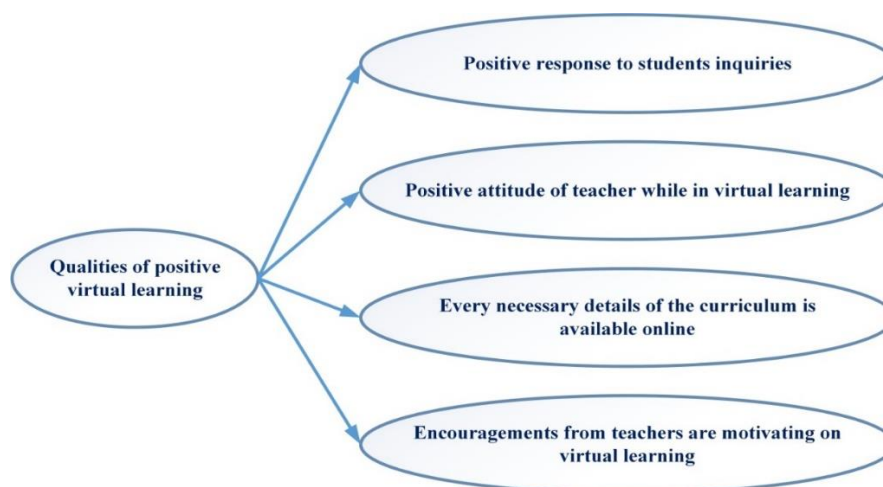 Positive response to students inquiries
Positive attitude of teacher while in virtual learning
Qualities of positive
virtual learning
Every necessary details of the curriculum is
available online
Encouragements from teachers are motivating on
virtual learning